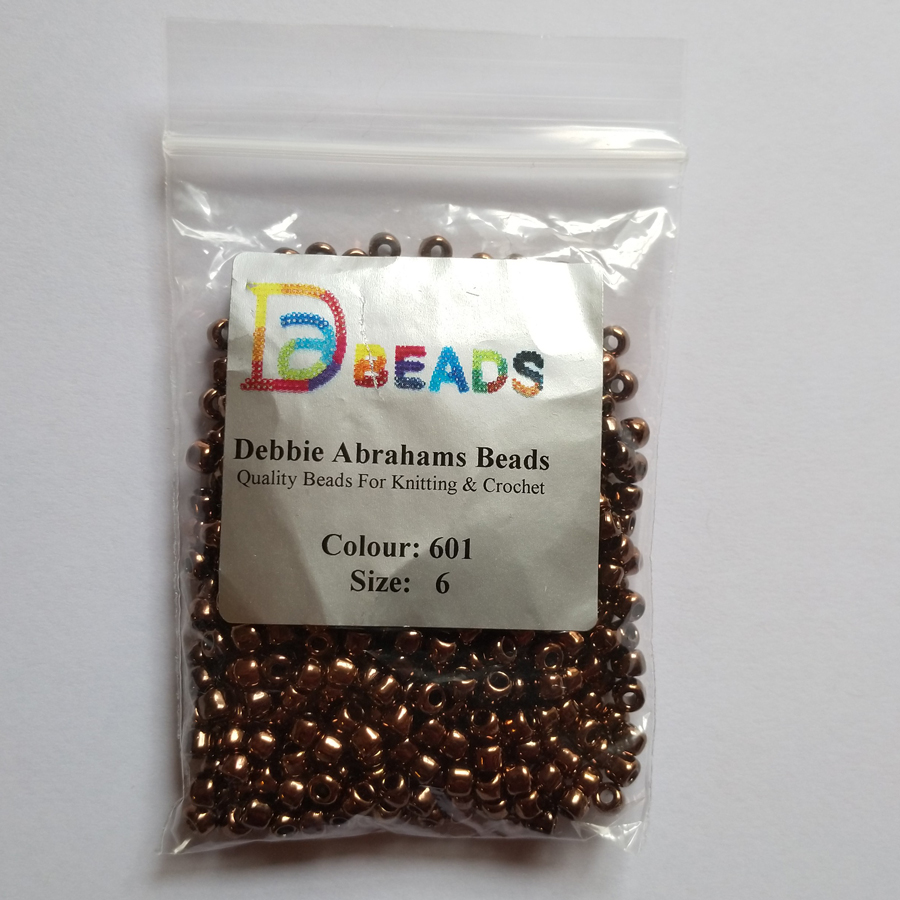 Da BEADS
Debbie Abrahams Beads
Quality Beads For Knitting & Crochet
Colour: 601
Size: 6